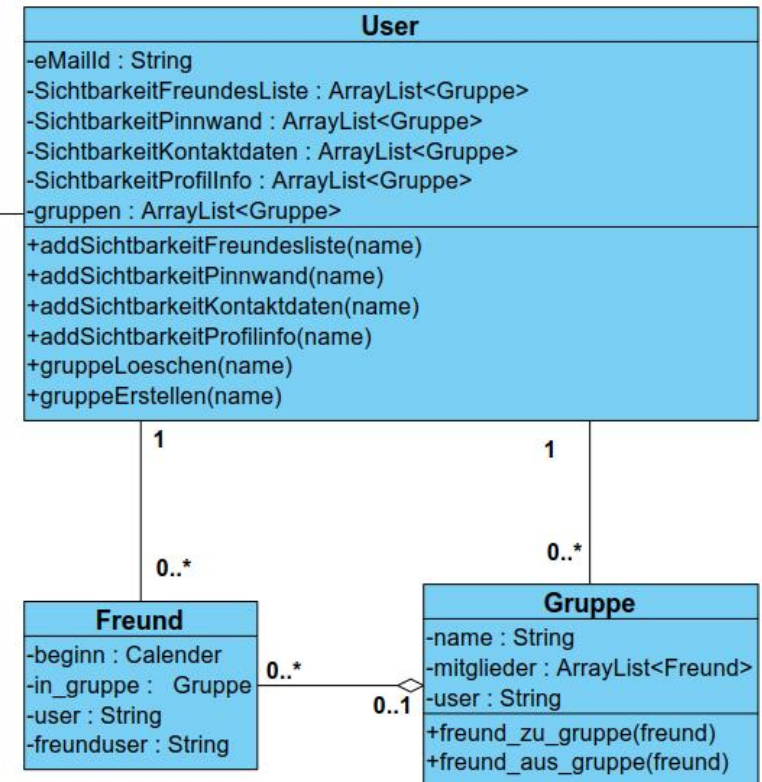 User
-eMailId : String
-SichtbarkeitFreundesListe : ArrayList<Gruppe>
-SichtbarkeitPinnwand : ArrayList<Gruppe>
-SichtbarkeitKontaktdaten : ArrayList<Gruppe>
-SichtbarkeitProfilInfo : ArrayList<Gruppe>
-gruppen : ArrayList<Gruppe>
+addSichtbarkeitFreundesliste(name)
+addSichtbarkeitPinnwand(name)
+addSichtbarkeitKontaktdaten(name)
+addSichtbarkeitProfilinfo(name)
+gruppeLoeschen(name)
+gruppeErstellen(name)
1
1
0..*
0..*
Freund
-beginn : Calender
-in_gruppe : Gruppe
-user : String
-freunduser : String
0..*
0..1
Gruppe
-name : String
-mitglieder : ArrayList<Freund>
-user : String
+freund_zu_gruppe(freund)
+freund_aus_gruppe(freund)